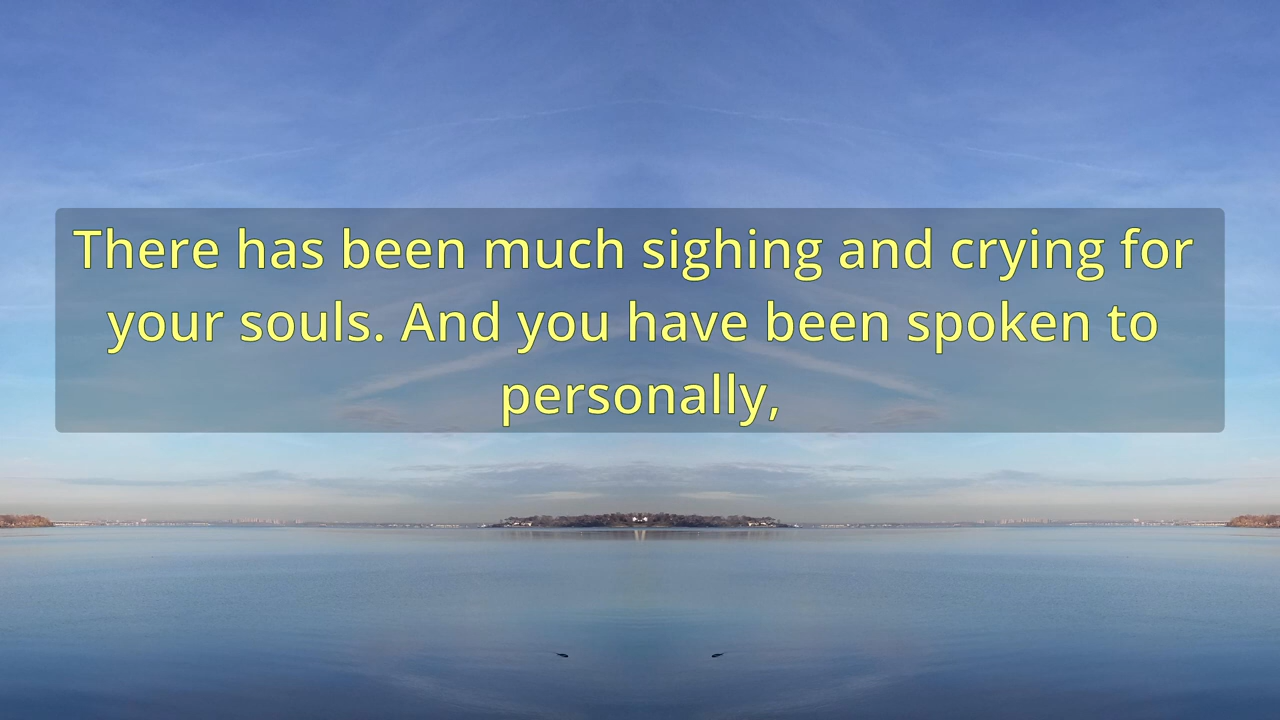 There has been much sighing and crying for
your souls. And you have been spoken to
personally,